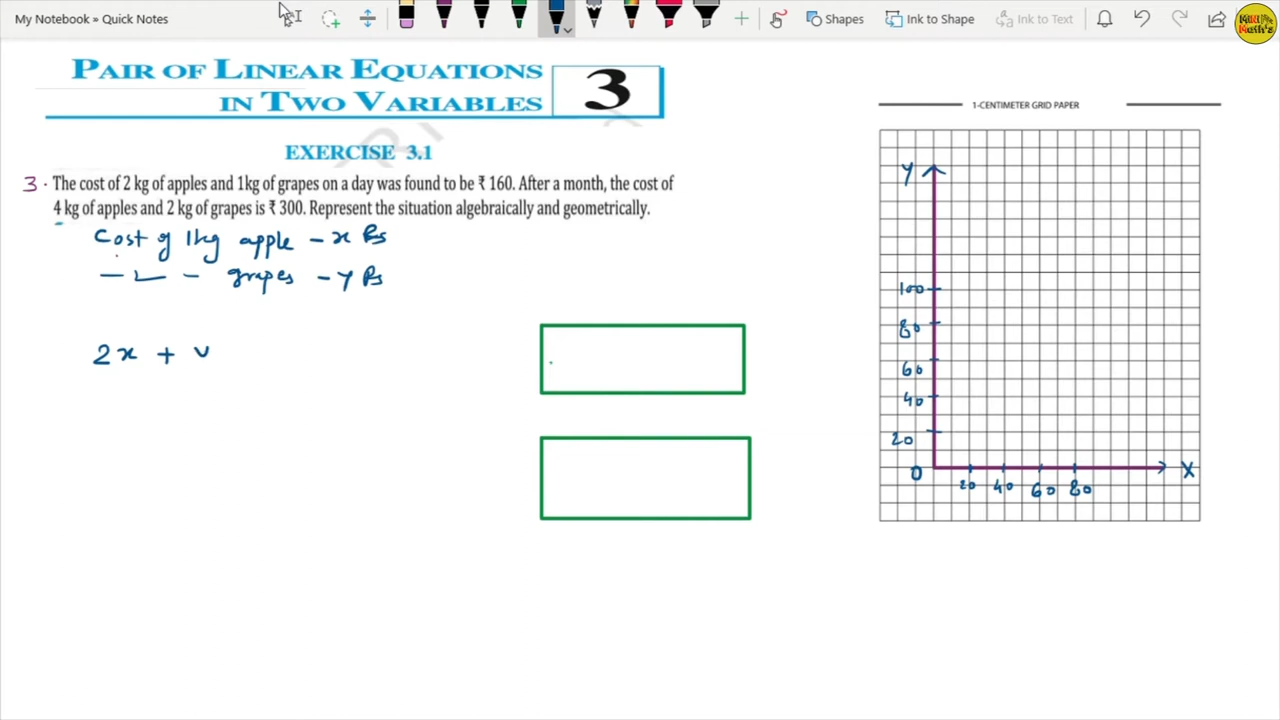 My Notebook » Quick Notes
Shapes
Ink to Shape
Ink to Text
PAIR OF LINEAR EQUATIONS
IN TWO VARIABLES
3
EXERCISE 3.1
3. The cost of 2 kg of apples and 1kg of grapes on a day was found to be ₹ 160. After a month, the cost of
4 kg of apples and 2 kg of grapes is ₹ 300. Represent the situation algebraically and geometrically.
Cost of 1kg apple - x Rs
grapes - y Rs
2x +
1-CENTIMETER GRID PAPER
Y
100
80
60
40
20
0
20 40 60 80
X